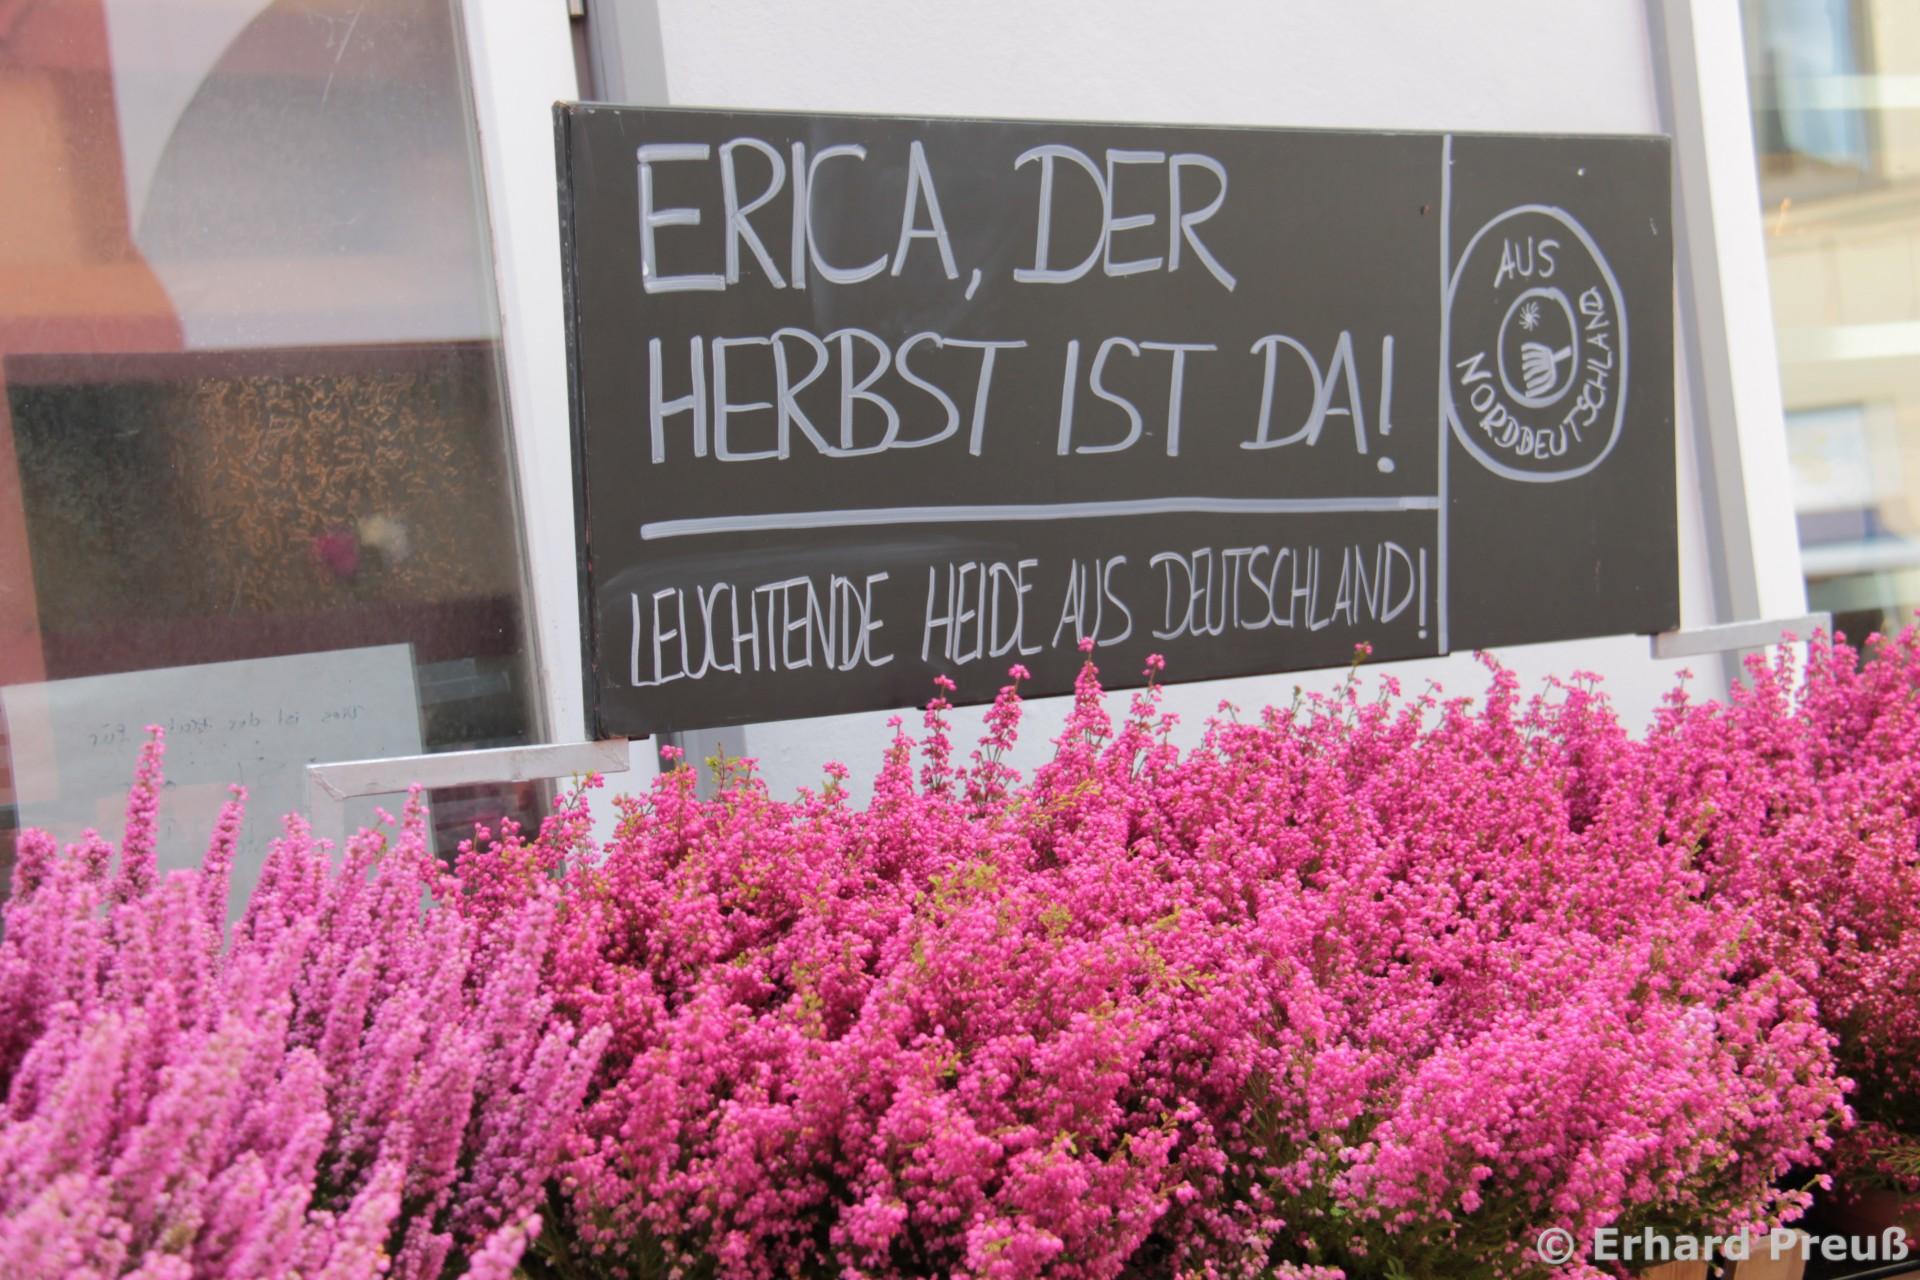 ERICA, DER
HERBST IST DA!
LEUCHTENDE HEIDE AUS DEUTSCHLAND!
AUS
NORDDEUTSCHLAND
© Erhard Preuß